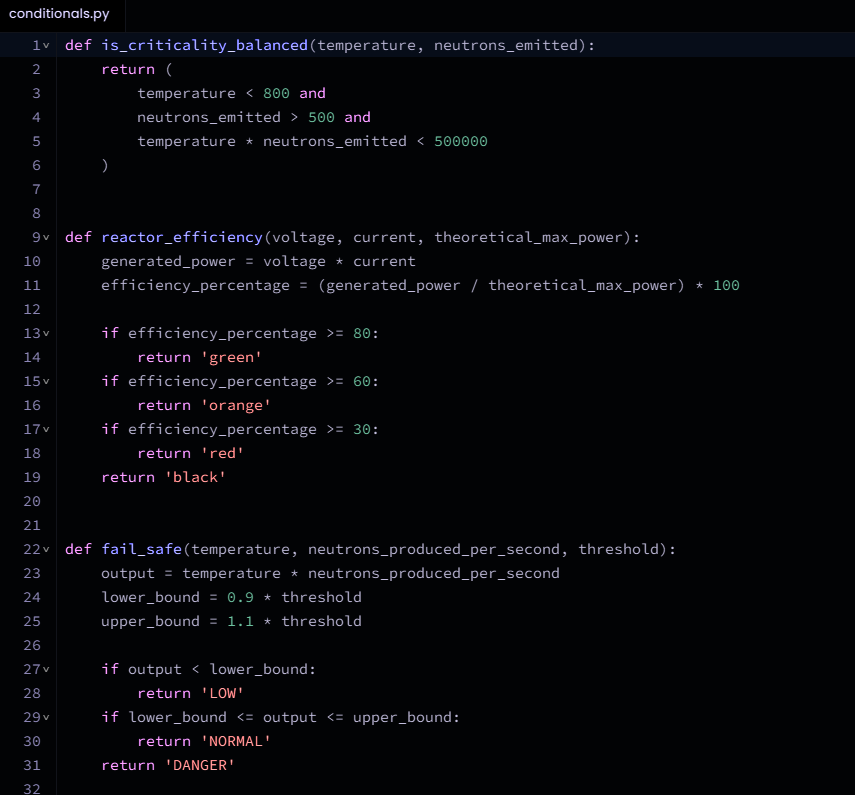 conditionals.py
1 def is_criticality_balanced(temperature, neutrons_emitted):
2     return (
3         temperature < 800 and
4         neutrons_emitted > 500 and
5         temperature * neutrons_emitted < 500000
6     )
7
8
9 def reactor_efficiency(voltage, current, theoretical_max_power):
10     generated_power = voltage * current
11     efficiency_percentage = (generated_power / theoretical_max_power) * 100
12
13     if efficiency_percentage >= 80:
14         return 'green'
15     if efficiency_percentage >= 60:
16         return 'orange'
17     if efficiency_percentage >= 30:
18         return 'red'
19     return 'black'
20
21
22 def fail_safe(temperature, neutrons_produced_per_second, threshold):
23     output = temperature * neutrons_produced_per_second
24     lower_bound = 0.9 * threshold
25     upper_bound = 1.1 * threshold
26
27     if output < lower_bound:
28         return 'LOW'
29     if lower_bound <= output <= upper_bound:
30         return 'NORMAL'
31     return 'DANGER'
32